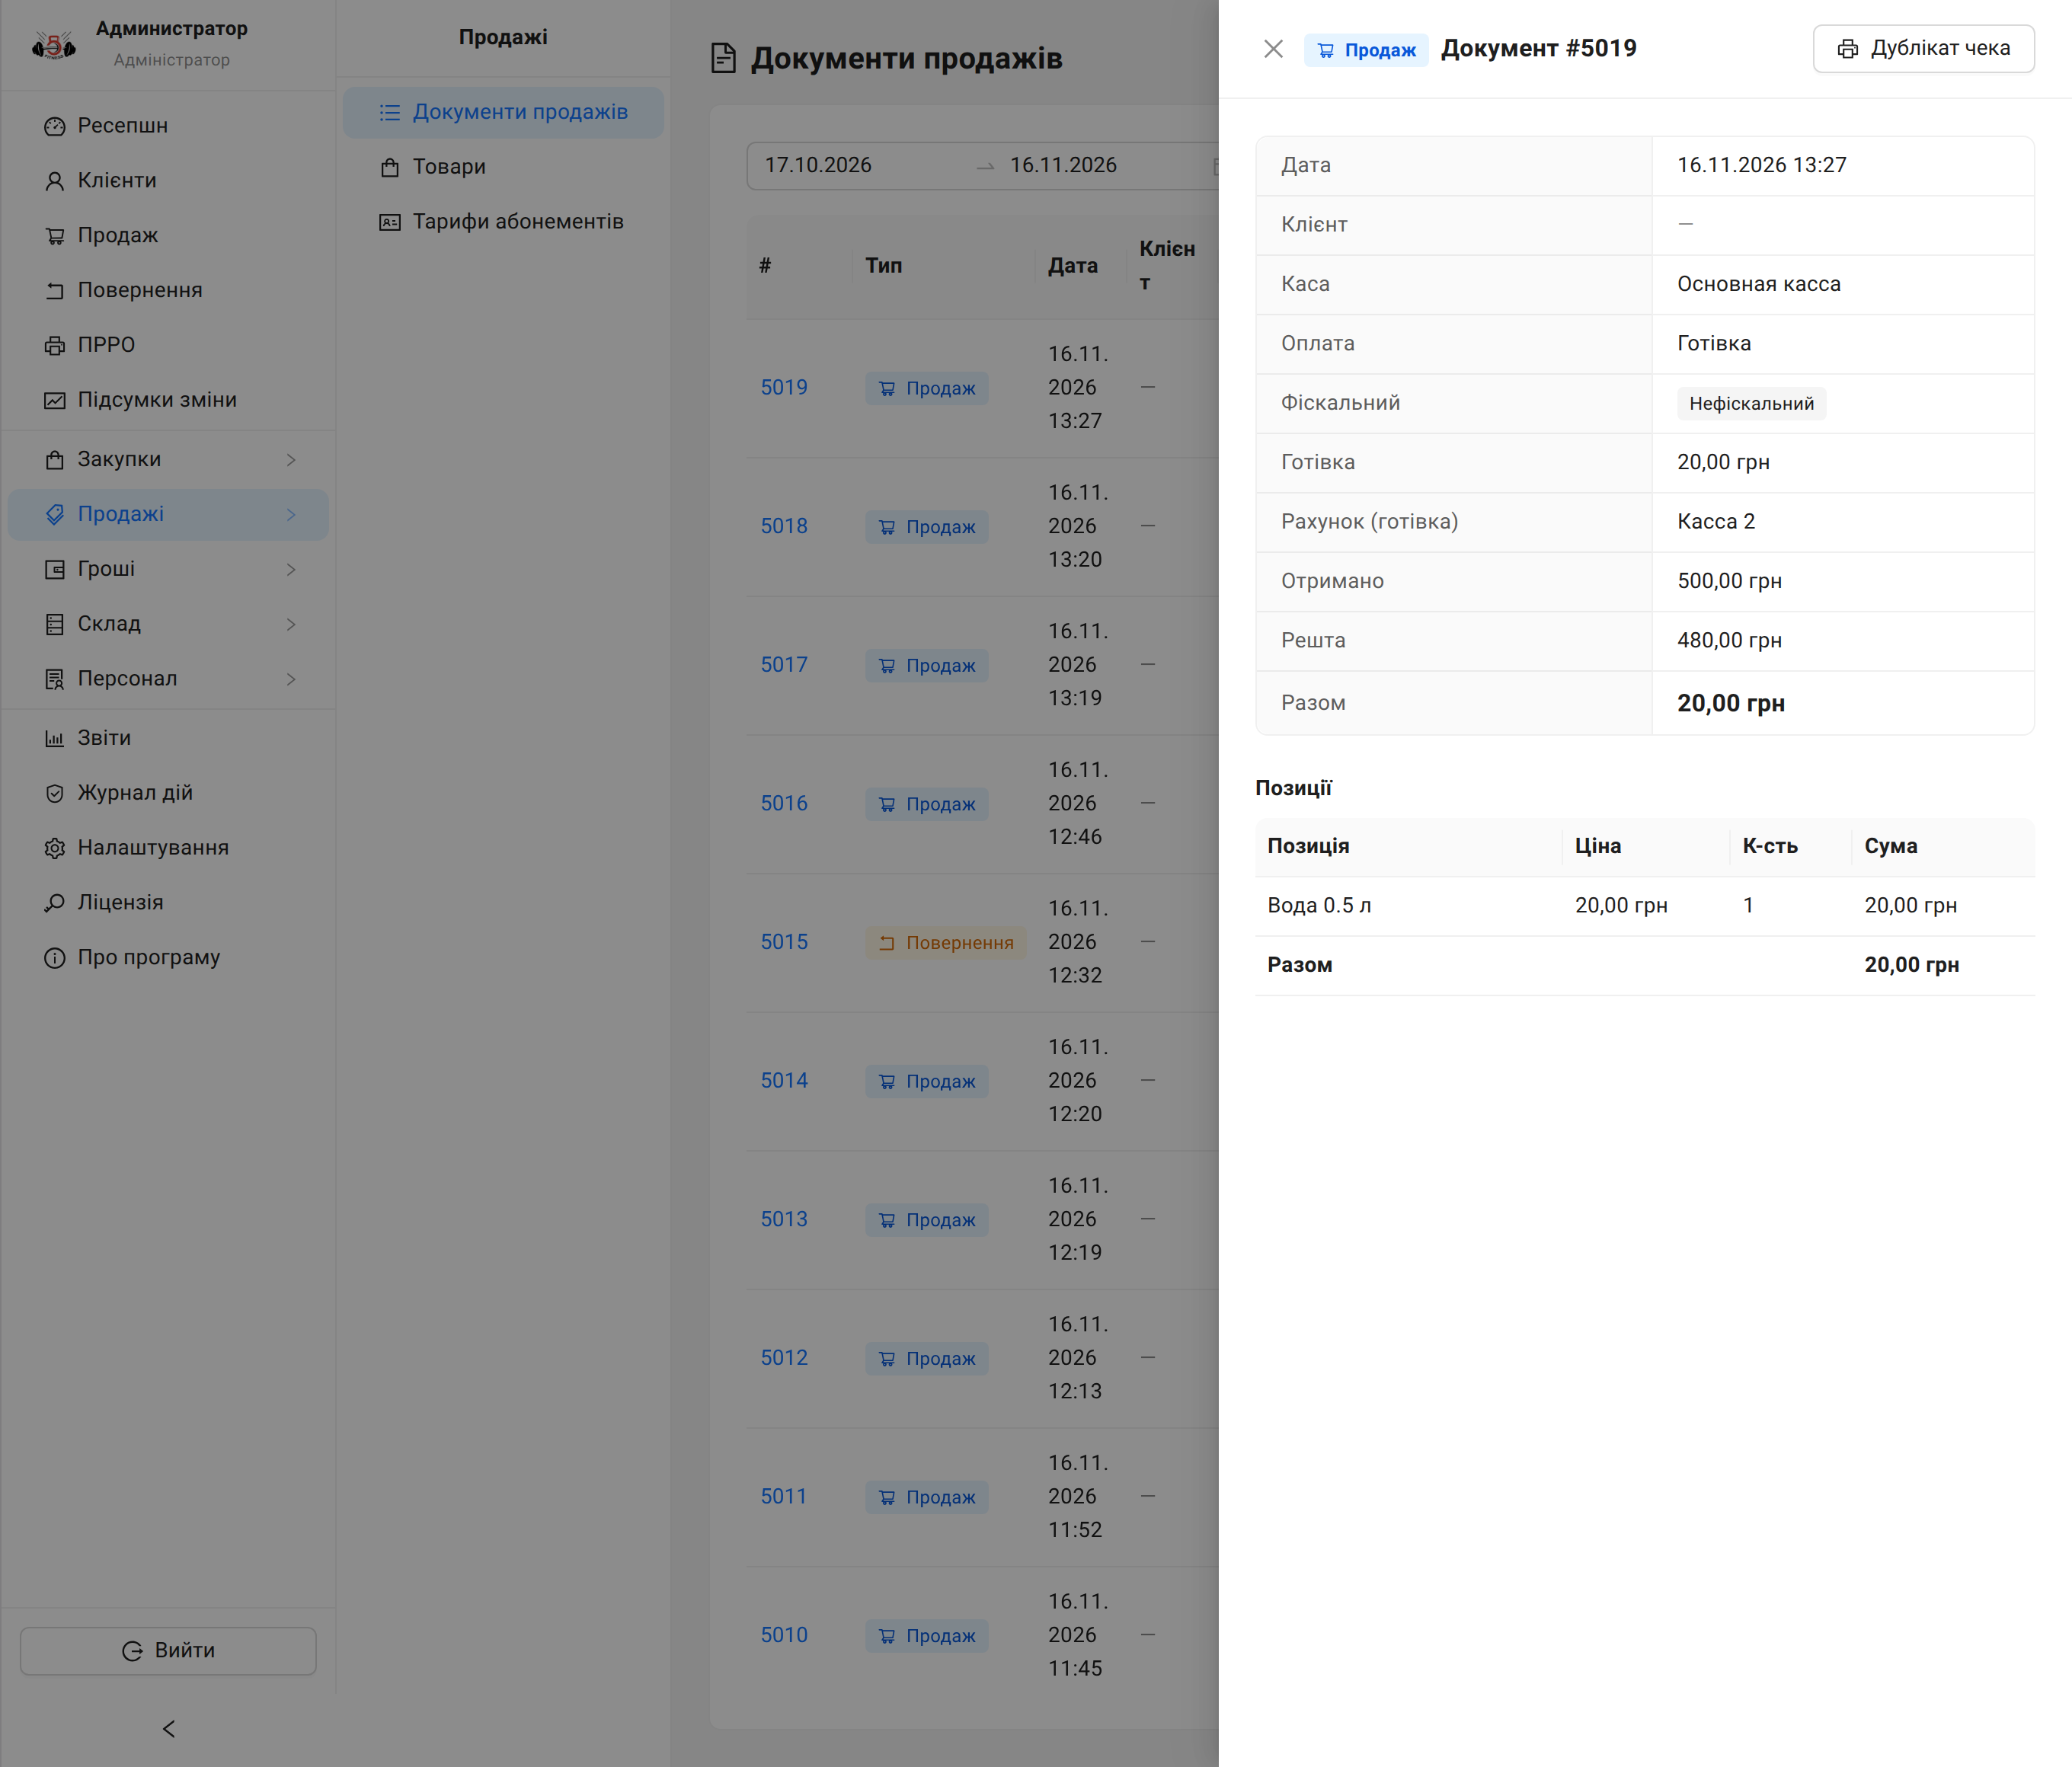 Администратор
Адміністратор
Ресепшн
Клієнти
Продаж
Повернення
ПРРО
Підсумки зміни
Закупки
Продажі
Гроші
Склад
Персонал
Звіти
Журнал дій
Налаштування
Ліцензія
Про програму
Вийти
Продажі
Документи продажів
Товари
Тарифи абонементів
Документи продажів
17.10.2026 → 16.11.2026
# Тип Дата Клієн
т
5019 Продаж 16.11.
2026
13:27 —
5018 Продаж 16.11.
2026
13:20 —
5017 Продаж 16.11.
2026
13:19 —
5016 Продаж 16.11.
2026
12:46 —
5015 Повернення 16.11.
2026
12:32 —
5014 Продаж 16.11.
2026
12:20 —
5013 Продаж 16.11.
2026
12:19 —
5012 Продаж 16.11.
2026
12:13 —
5011 Продаж 16.11.
2026
11:52 —
5010 Продаж 16.11.
2026
11:45 —
Продаж Документ #5019 Дублікат чека
Дата 16.11.2026 13:27
Клієнт —
Каса Основная касса
Оплата Готівка
Фіскальний Нефіскальний
Готівка 20,00 грн
Рахунок (готівка) Касса 2
Отримано 500,00 грн
Решта 480,00 грн
Разом 20,00 грн
Позиції
Позиція Ціна К-сть Сума
Вода 0.5 л 20,00 грн 1 20,00 грн
Разом 20,00 грн